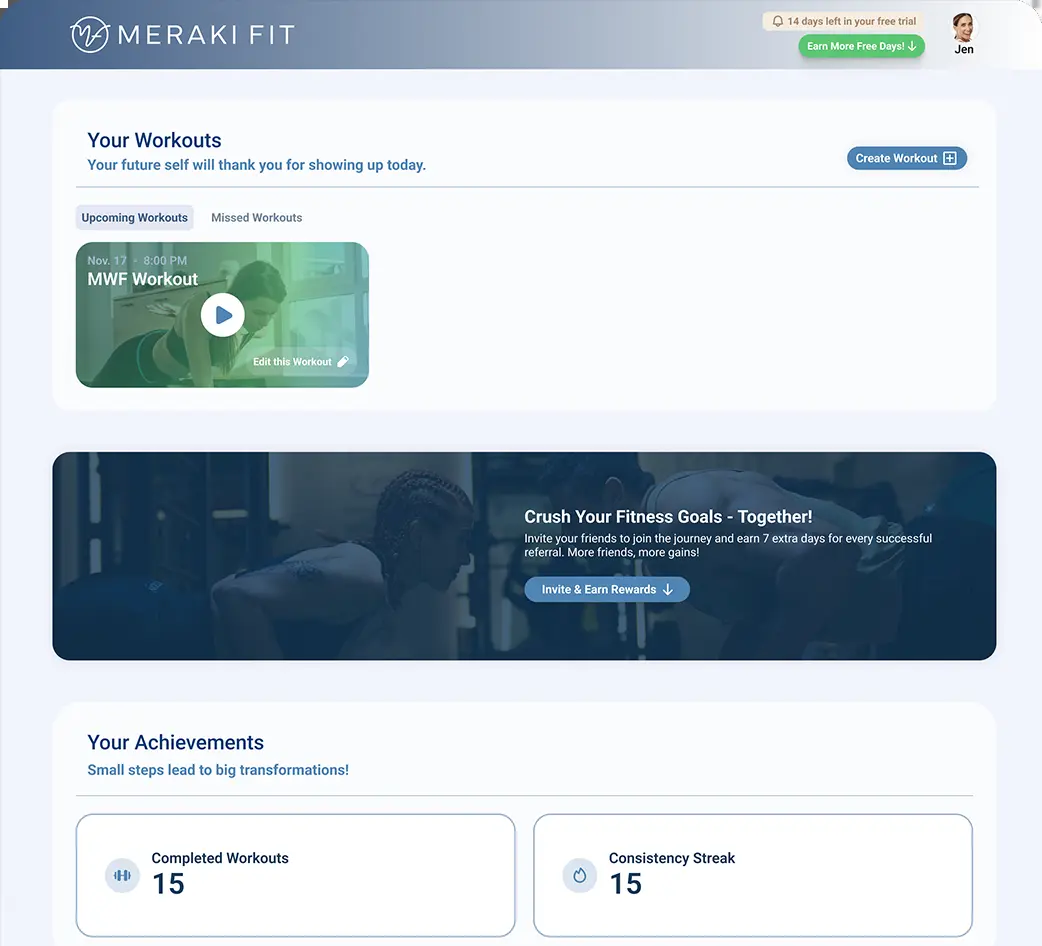 MERAKI FIT
14 days left in your free trial
Earn More Free Days!
Jen
Your Workouts
Your future self will thank you for showing up today.
Create Workout
Upcoming Workouts
Missed Workouts
Nov. 17 - 8:00 PM
MWF Workout
Edit this Workout
Crush Your Fitness Goals - Together!
Invite your friends to join the journey and earn 7 extra days for every successful
referral. More friends, more gains!
Invite & Earn Rewards
Your Achievements
Small steps lead to big transformations!
Completed Workouts
15
Consistency Streak
15